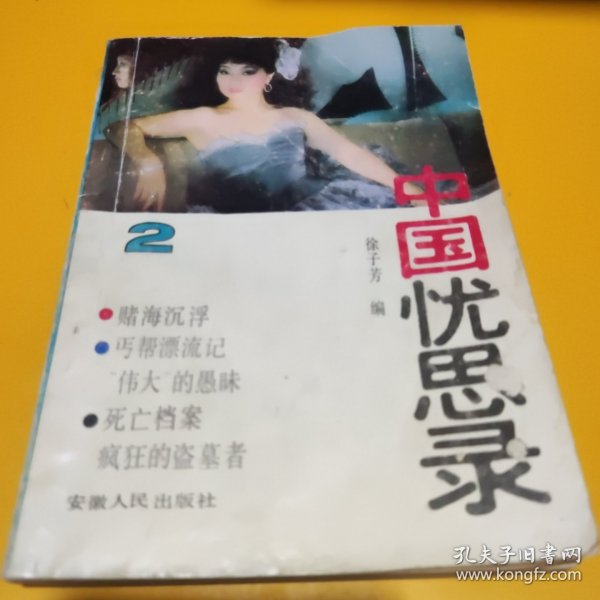 中国忧思录
2
徐子芳 编
赌海沉浮
丐帮漂流记
“伟大”的愚昧
死亡档案
疯狂的盗墓者
安徽人民出版社
孔夫子旧书网
www.kongfz.com